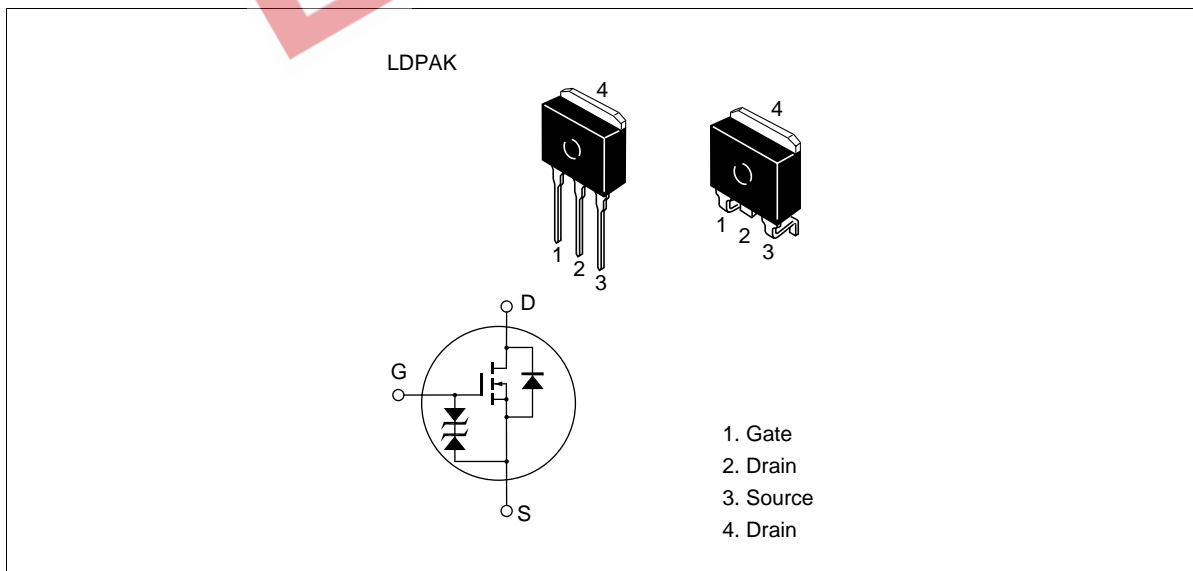 LDPAK
4
4
1
2
3
1
2
3
D
G
S
1. Gate
2. Drain
3. Source
4. Drain